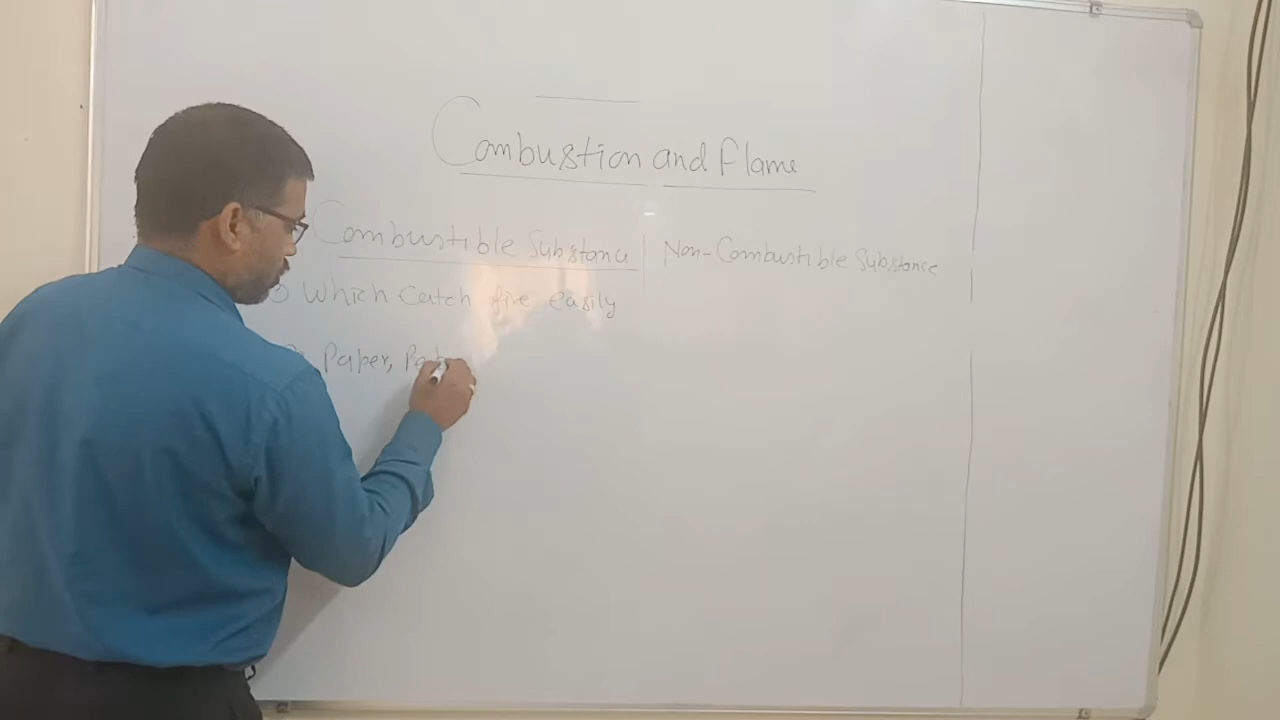 Combustion and flame
Combustible Substance | Non-Combustible Substance
Which Catch fire easily
Paper,